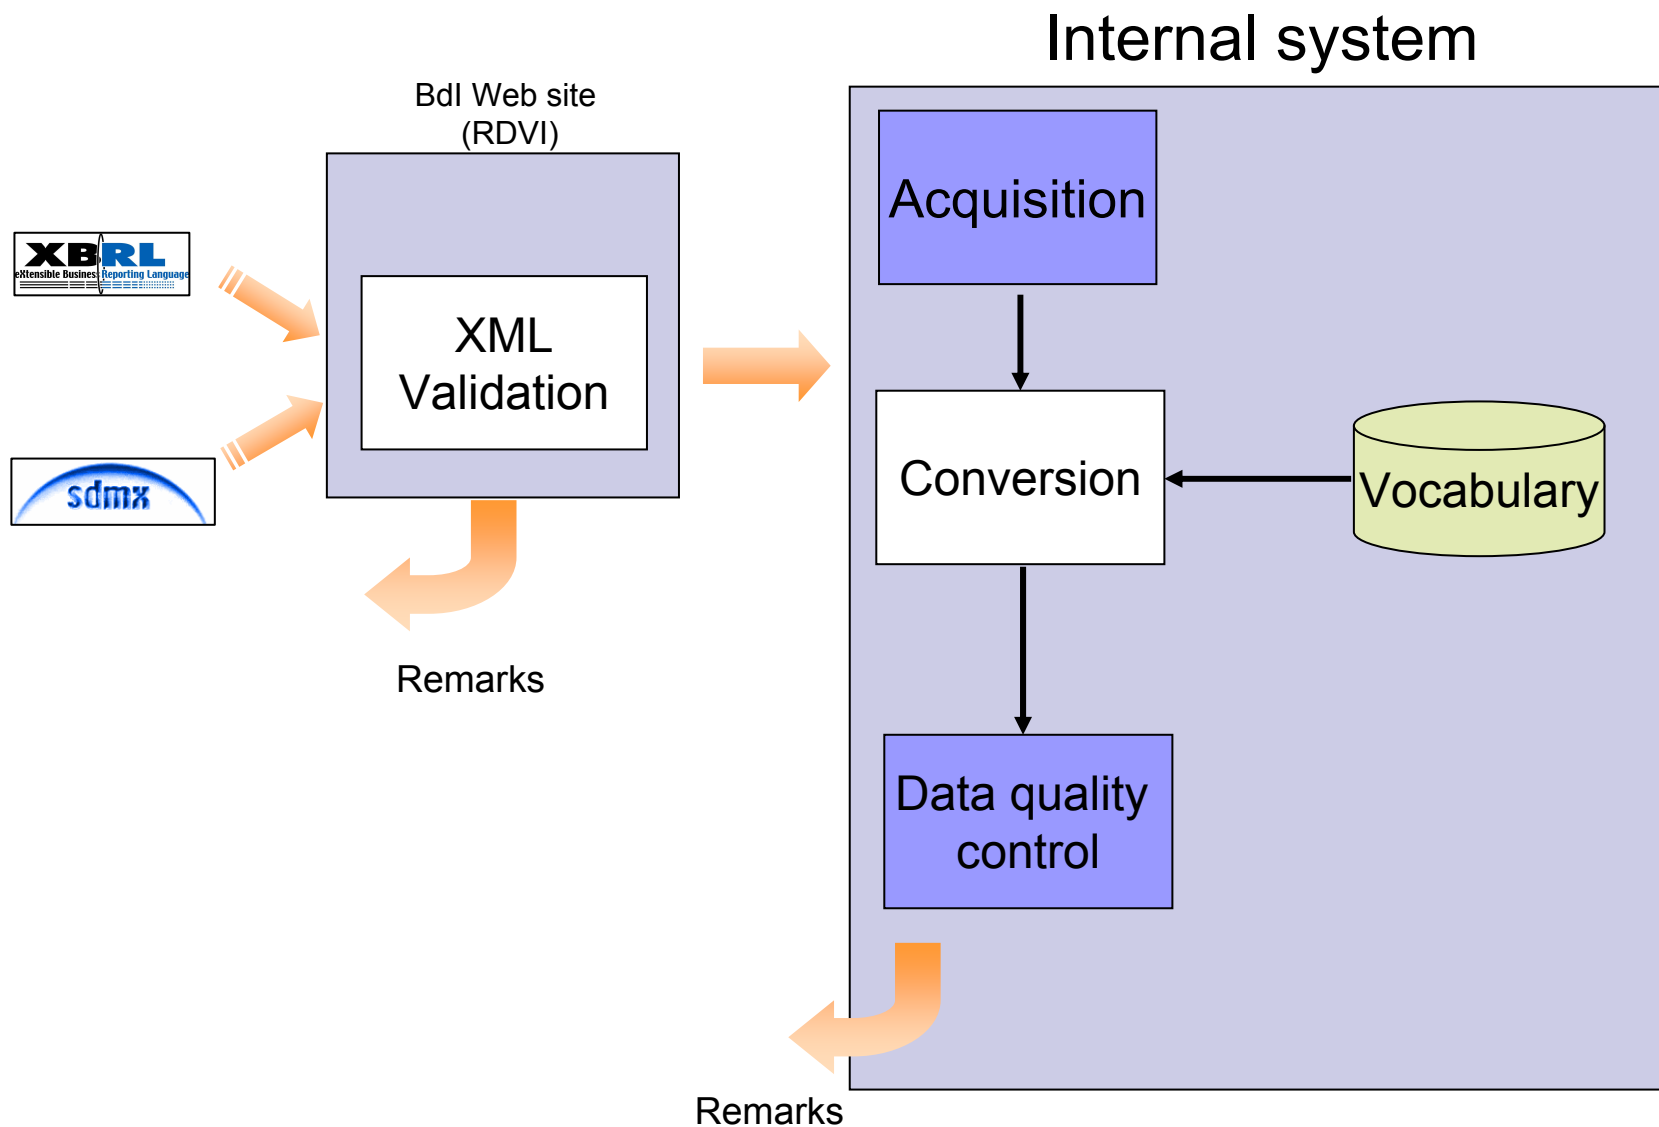 Internal system
BdI Web site
(RDVI)
Acquisition
XBRL
eXtensible Business Reporting Language
XML
Validation
Conversion
Vocabulary
sdmx
Remarks
Data quality
control
Remarks